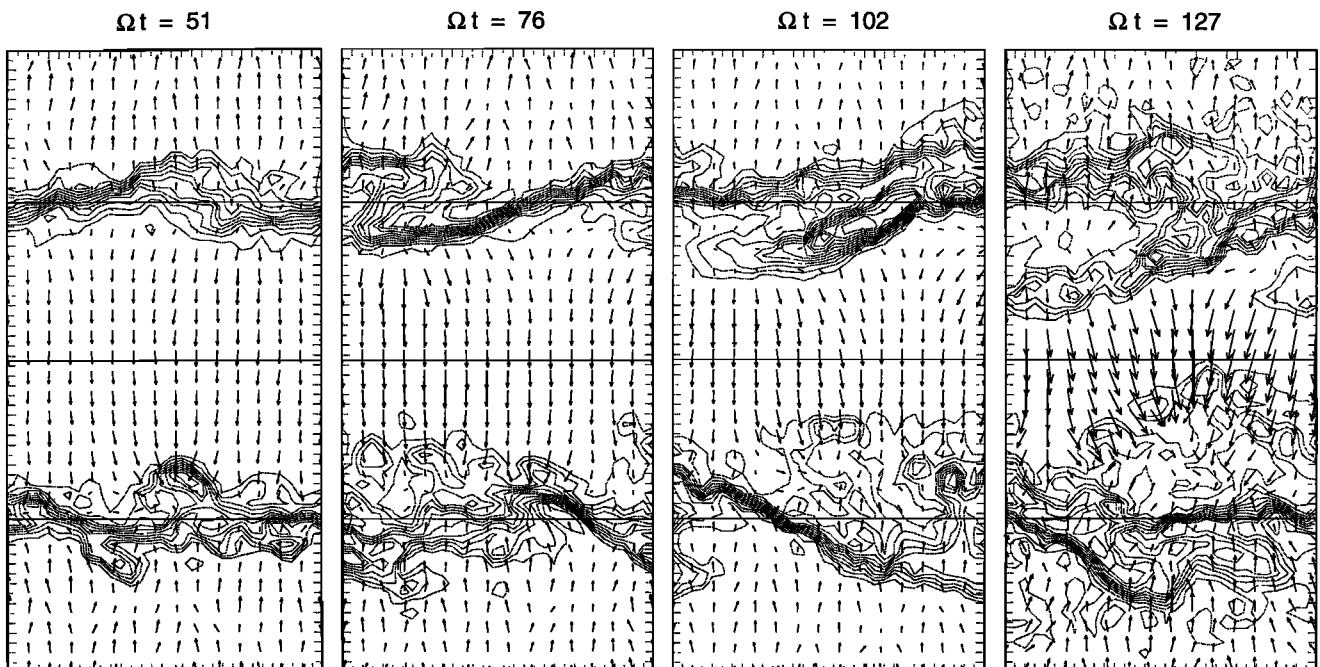 Ωt = 51
Ωt = 76
Ωt = 102
Ωt = 127